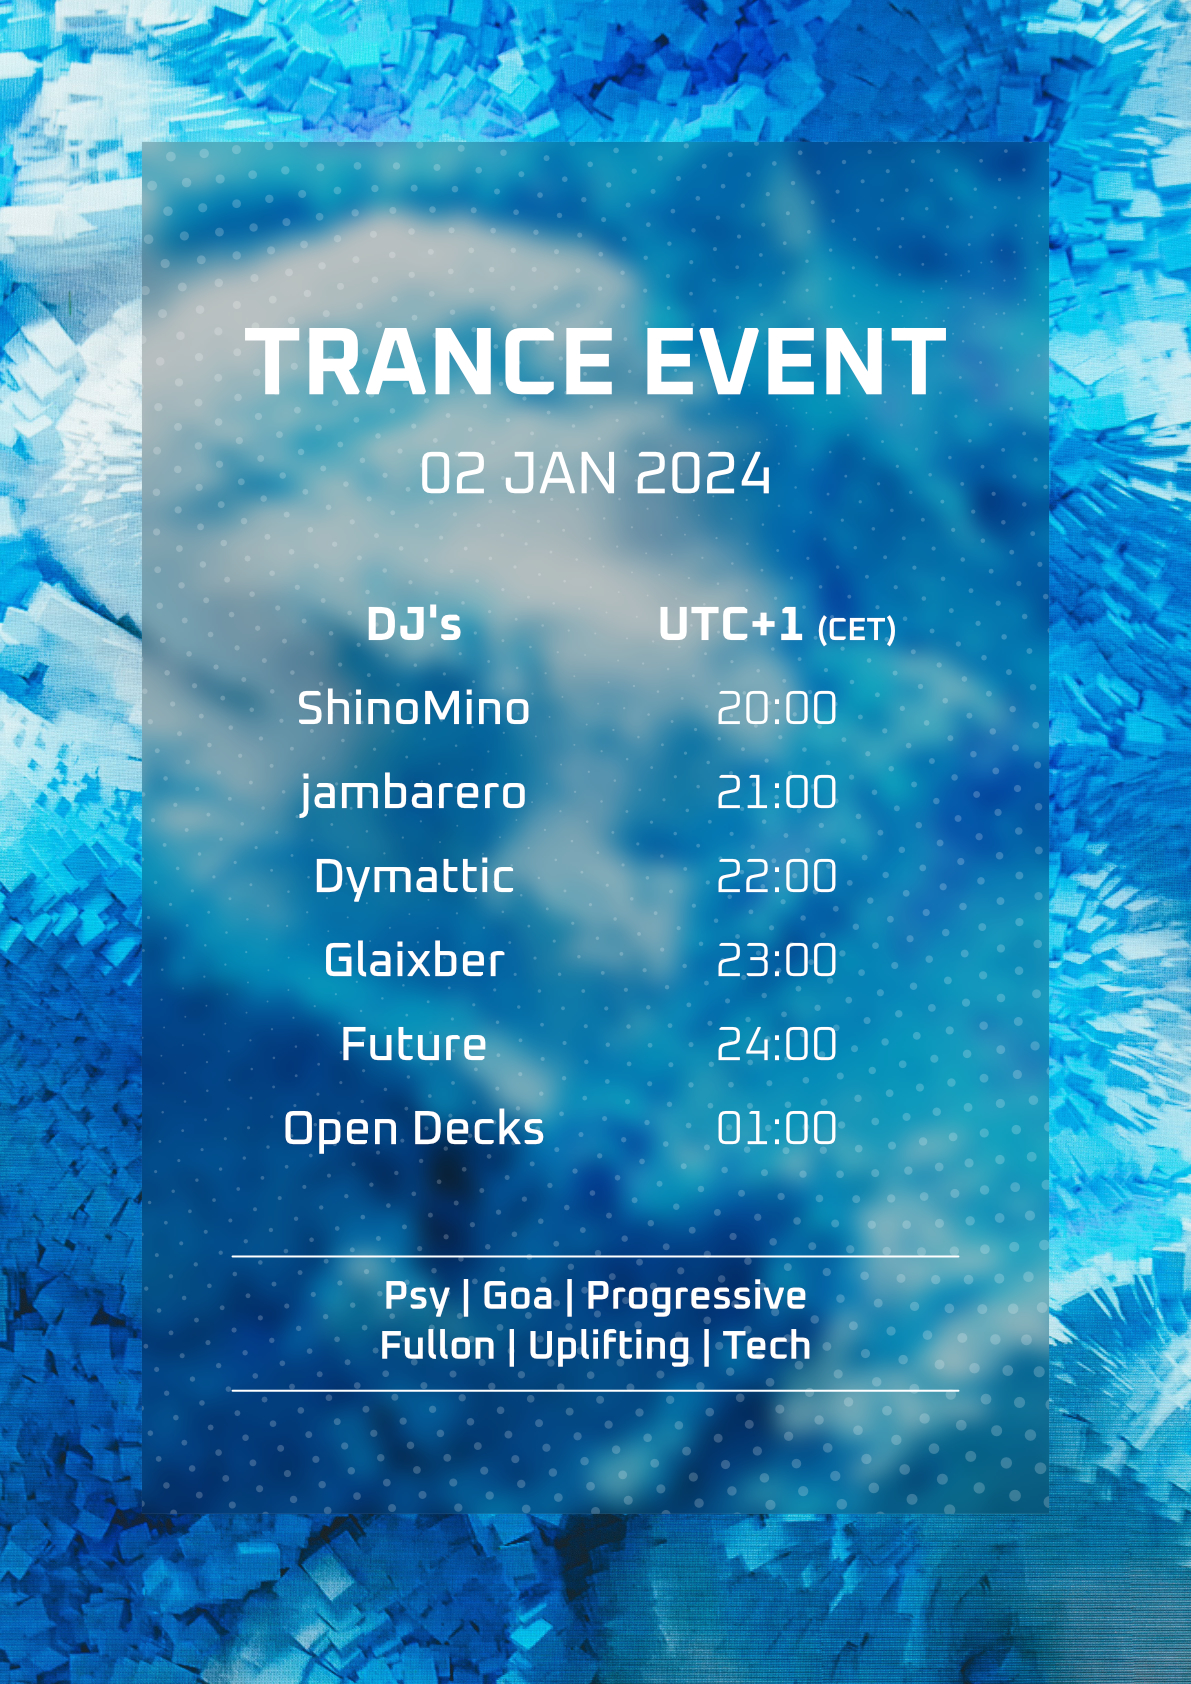 TRANCE EVENT
02 JAN 2024
DJ's UTC+1 (CET)
ShinoMino 20:00
jambarero 21:00
Dymattic 22:00
Glaixber 23:00
Future 24:00
Open Decks 01:00
Psy | Goa | Progressive
Fullon | Uplifting | Tech